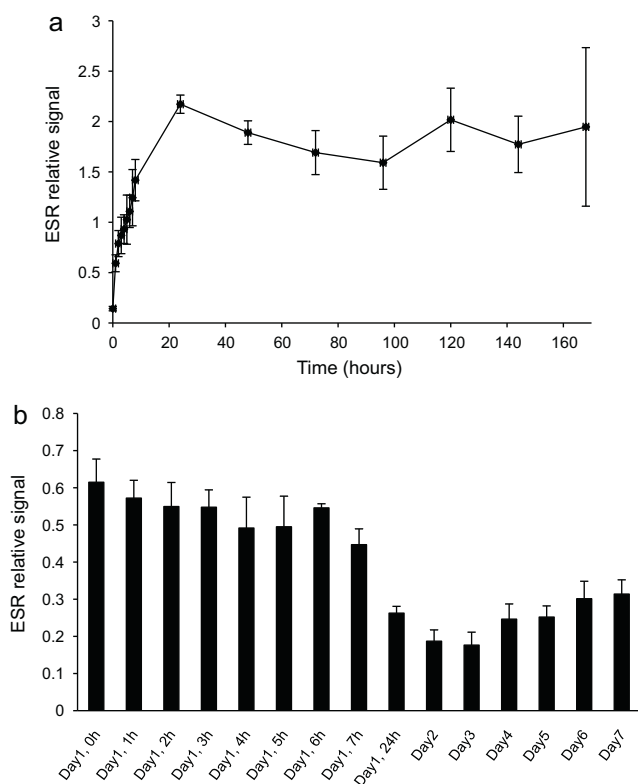 a
3
2.5
2
1.5
1
0.5
0
ESR relative signal
0 20 40 60 80 100 120 140 160
Time (hours)
b
0.8
0.7
0.6
0.5
0.4
0.3
0.2
0.1
0
ESR relative signal
Day1, 0h Day1, 1h Day1, 2h Day1, 3h Day1, 4h Day1, 5h Day1, 6h Day1, 7h Day1, 24h Day2 Day3 Day4 Day5 Day6 Day7